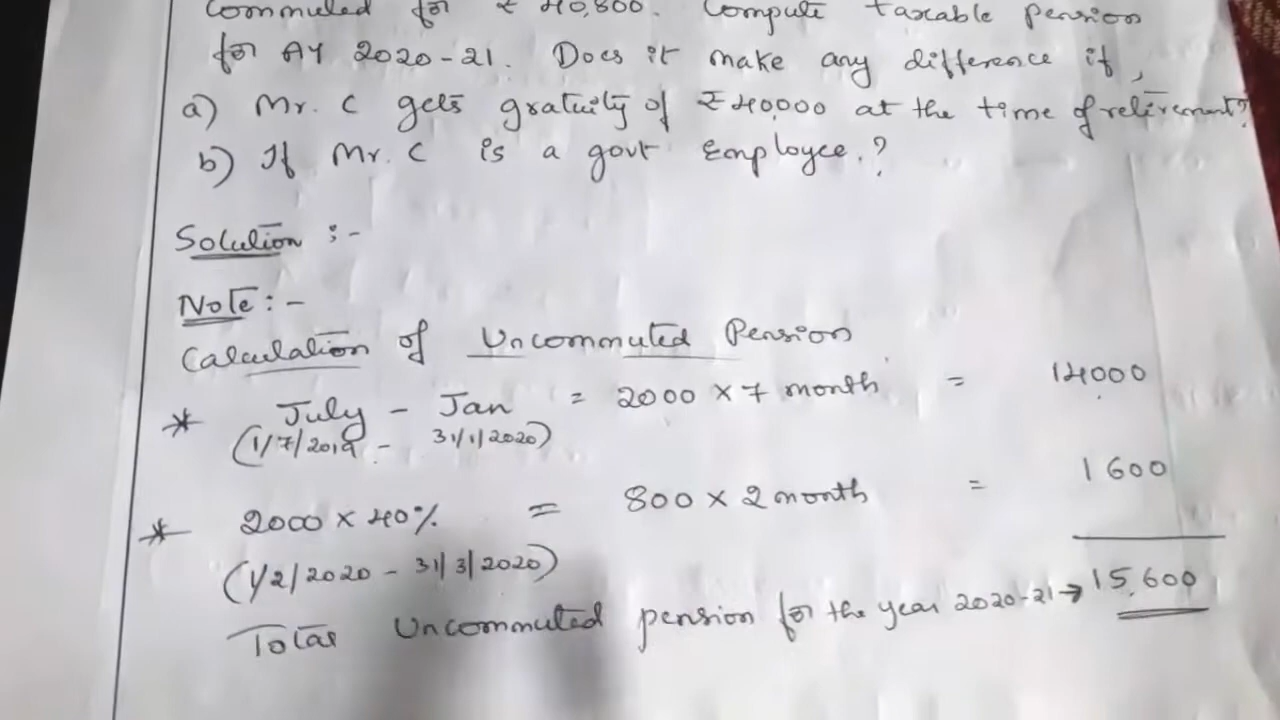 Commuted for ₹ 40,800. Compute taxable pension
for AY 2020-21. Does it make any difference if,
a) Mr. C gets gratuity of ₹40,000 at the time of retirement?
b) If Mr. C is a govt Employee.?
Solution :-
Note:-
Calculation of Uncommuted Pension
* July - Jan = 2000 x 7 month = 14000
(1/7/2019 - 31/1/2020)
* 2000 x 40% = 800 x 2 month = 1600
(1/2/2020 - 31/3/2020)
Total Uncommuted pension for the year 2020-21 → 15,600